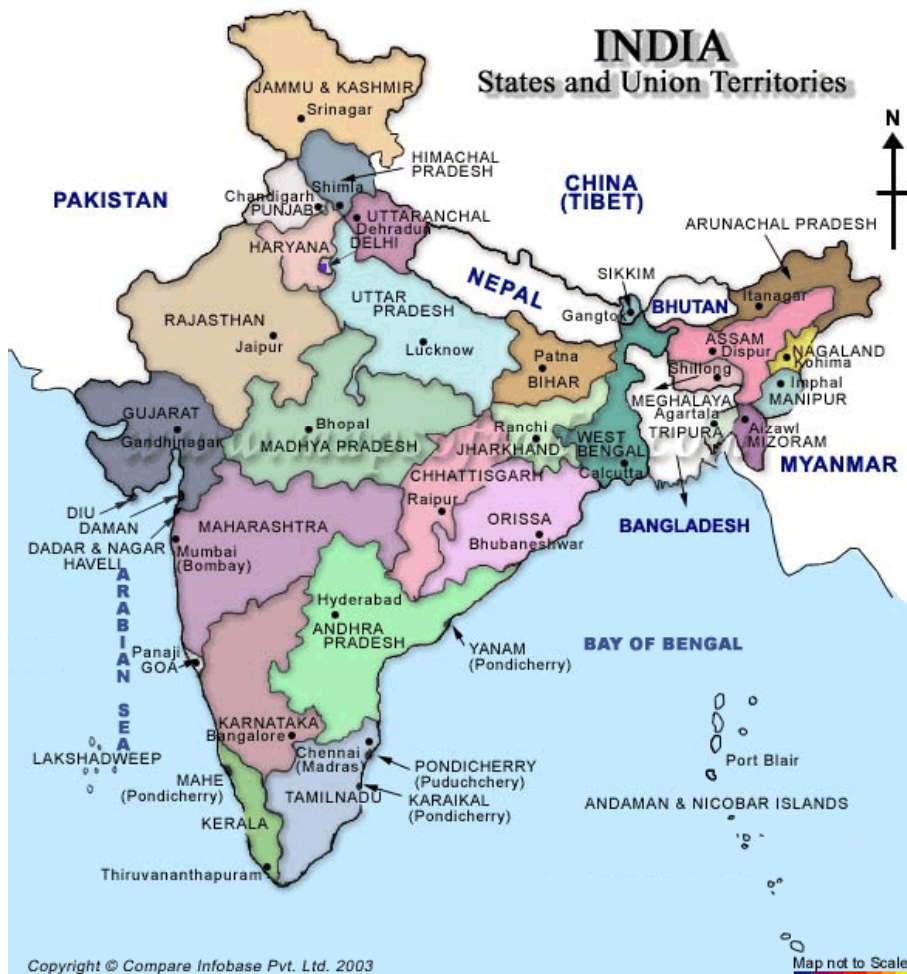 INDIA
States and Union Territories
N
JAMMU & KASHMIR
Srinagar
HIMACHAL
PRADESH
PAKISTAN
CHINA
(TIBET)
Shimla
Chandigarh
PUNJAB
UTTARANCHAL
Dehradun
ARUNACHAL PRADESH
HARYANA
DELHI
SIKKIM
NEPAL
BHUTAN
Itanagar
Gangtok
UTTAR
PRADESH
RAJASTHAN
Jaipur
Lucknow
ASSAM
Dispur
NAGALAND
Kohima
Patna
BIHAR
Shillong
MEGHALAYA
Imphal
MANIPUR
GUJARAT
Gandhinagar
Bhopal
MADHYA PRADESH
Ranchi
JHARKHAND
WEST
BENGAL
Calcutta
Agartala
TRIPURA
Aizawl
MIZORAM
MYANMAR
CHHATTISGARH
Raipur
DIU
DAMAN
DADAR & NAGAR
HAVELI
MAHARASHTRA
Mumbai
(Bombay)
ORISSA
Bhubaneshwar
BANGLADESH
ARABIAN SEA
Hyderabad
ANDHRA
PRADESH
YANAM
(Pondicherry)
BAY OF BENGAL
Panaji
GOA
KARNATAKA
Bangalore
LAKSHADWEEP
Chennai
(Madras)
PONDICHERRY
(Puduchchery)
Port Blair
MAHE
(Pondicherry)
TAMILNADU
KARAIKAL
(Pondicherry)
ANDAMAN & NICOBAR ISLANDS
KERALA
Thiruvananthapuram
Copyright © Compare Infobase Pvt. Ltd. 2003
Map not to Scale